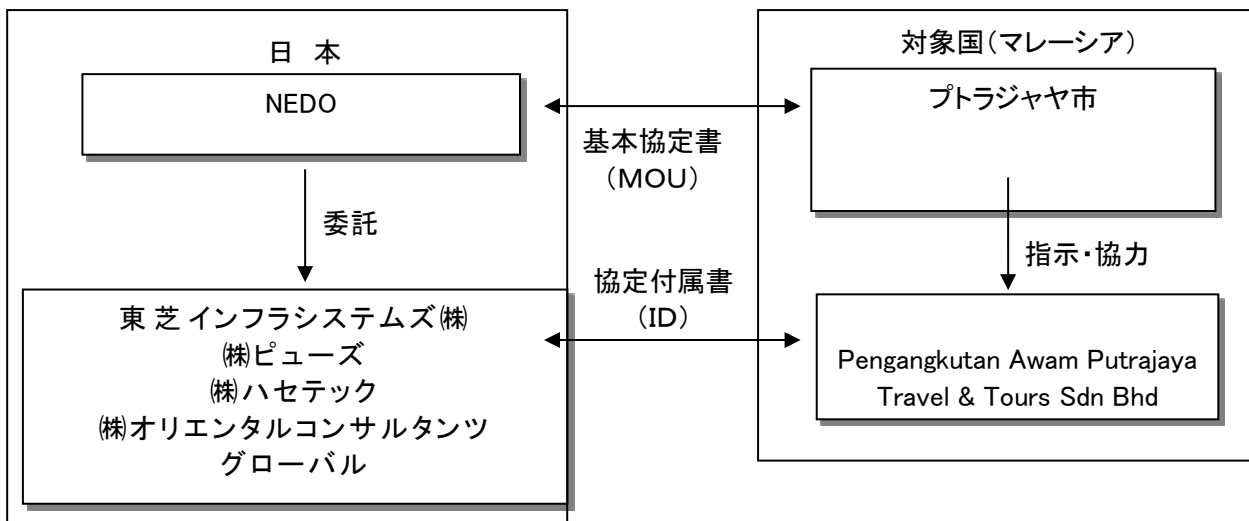 日 本
NEDO
委託
東芝インフラシステムズ㈱
㈱ピューズ
㈱ハセテック
㈱オリエンタルコンサルタンツ
グローバル
基本協定書
（MOU）
協定付属書
（ID）
対象国（マレーシア）
プトラジャヤ市
指示・協力
Pengangkutan Awam Putrajaya
Travel & Tours Sdn Bhd